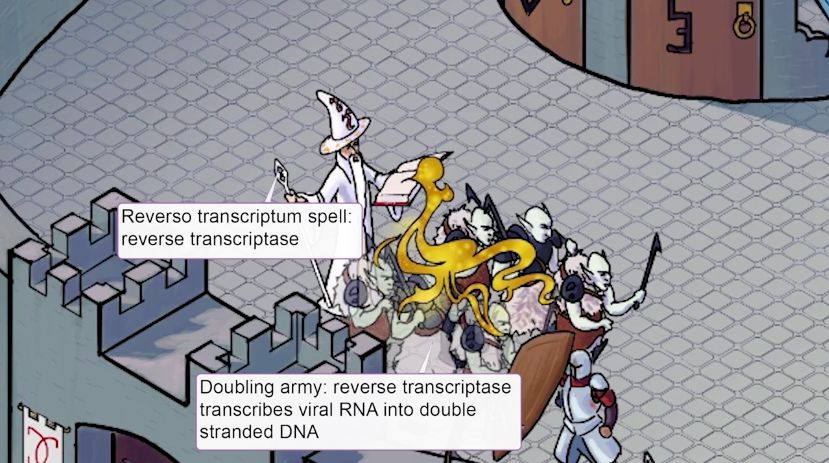 Reverso transcriptum spell:
reverse transcriptase
Doubling army: reverse transcriptase
transcribes viral RNA into double
stranded DNA